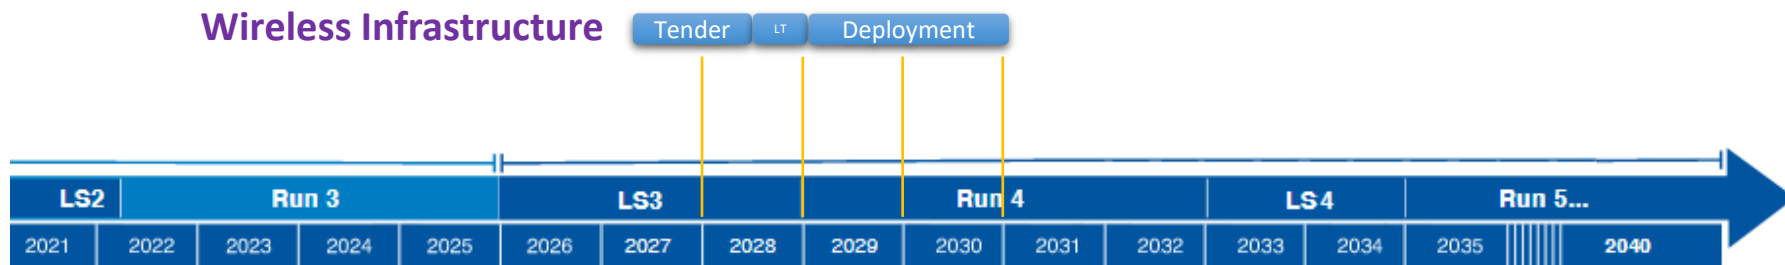 Wireless Infrastructure Tender LT Deployment
LS2 Run 3 LS3 Run 4 LS4 Run 5...
2021 2022 2023 2024 2025 2026 2027 2028 2029 2030 2031 2032 2033 2034 2035 2040